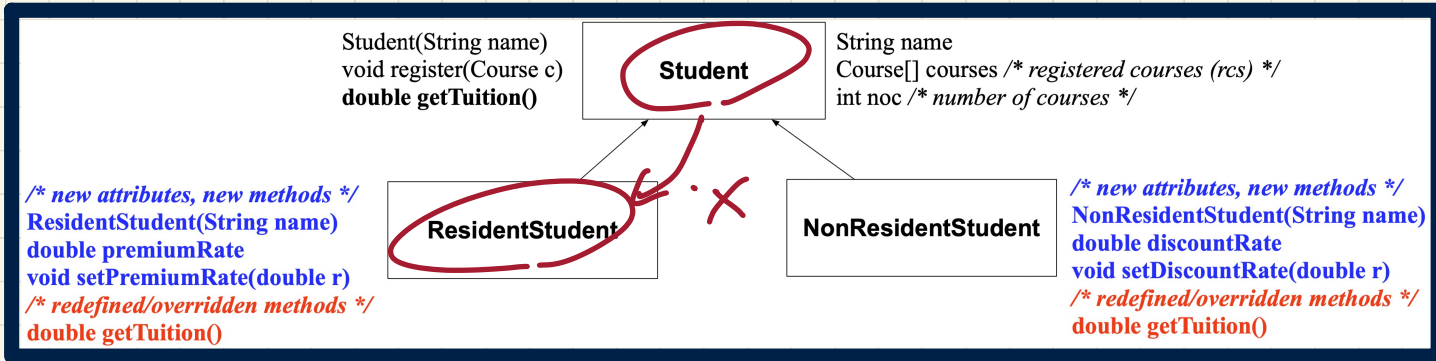 Student(String name)
void register(Course c)
double getTuition()
Student
String name
Course[] courses /* registered courses (rcs) */
int noc /* number of courses */
/* new attributes, new methods */
ResidentStudent(String name)
double premiumRate
void setPremiumRate(double r)
/* redefined/overridden methods */
double getTuition()
ResidentStudent
X
NonResidentStudent
/* new attributes, new methods */
NonResidentStudent(String name)
double discountRate
void setDiscountRate(double r)
/* redefined/overridden methods */
double getTuition()